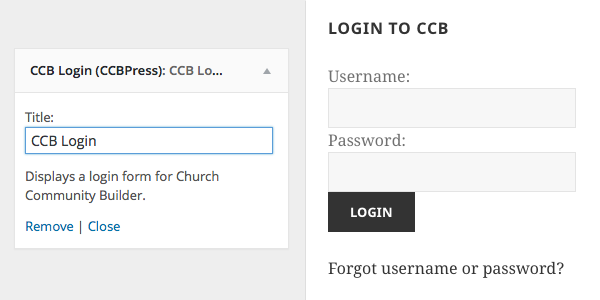 CCB Login (CCBPress): CCB Lo...
Title:
CCB Login
Displays a login form for Church
Community Builder.
Remove | Close
LOGIN TO CCB
Username:
Password:
LOGIN
Forgot username or password?